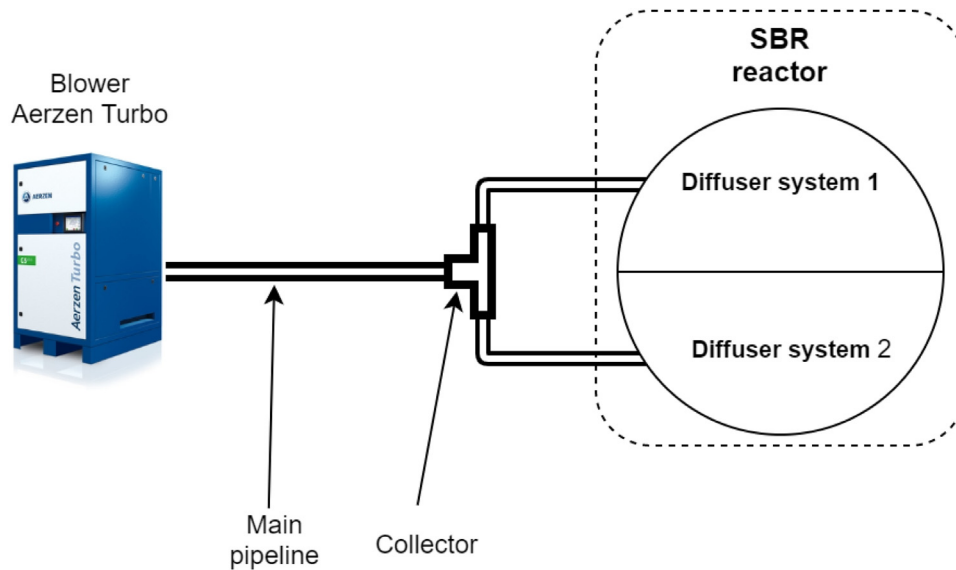 SBR
reactor
Blower
Aerzen Turbo
AERZEN
Aerzen Turbo
Diffuser system 1
Diffuser system 2
Main
pipeline
Collector